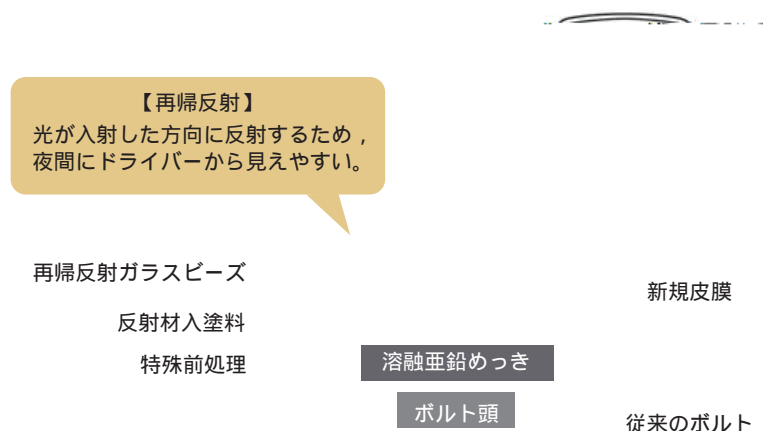 【再帰反射】
光が入射した方向に反射するため，
夜間にドライバーから見えやすい。
再帰反射ガラスビーズ
新規皮膜
反射材入塗料
特殊前処理
溶融亜鉛めっき
ボルト頭
従来のボルト